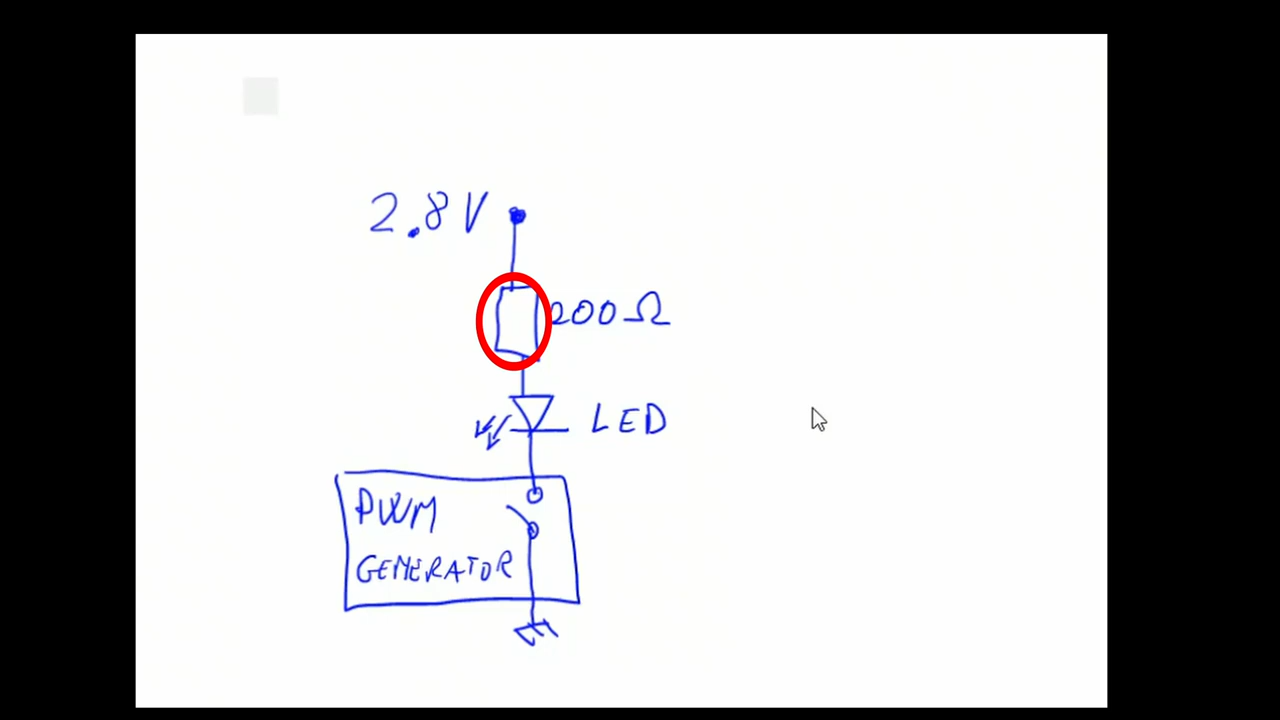 2.8V
200Ω
LED
PWM
GENERATOR